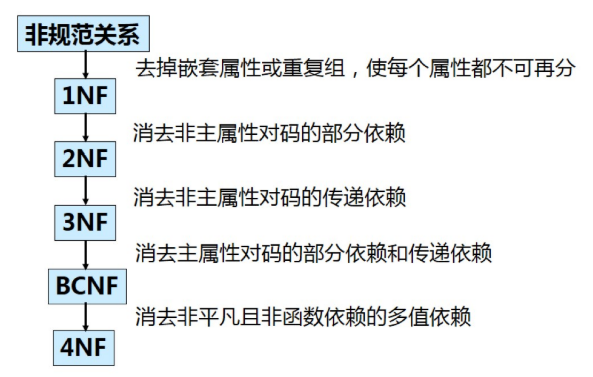 非规范关系
去掉嵌套属性或重复组，使每个属性都不可再分
1NF
消去非主属性对码的部分依赖
2NF
消去非主属性对码的传递依赖
3NF
消去主属性对码的部分依赖和传递依赖
BCNF
消去非平凡且非函数依赖的多值依赖
4NF